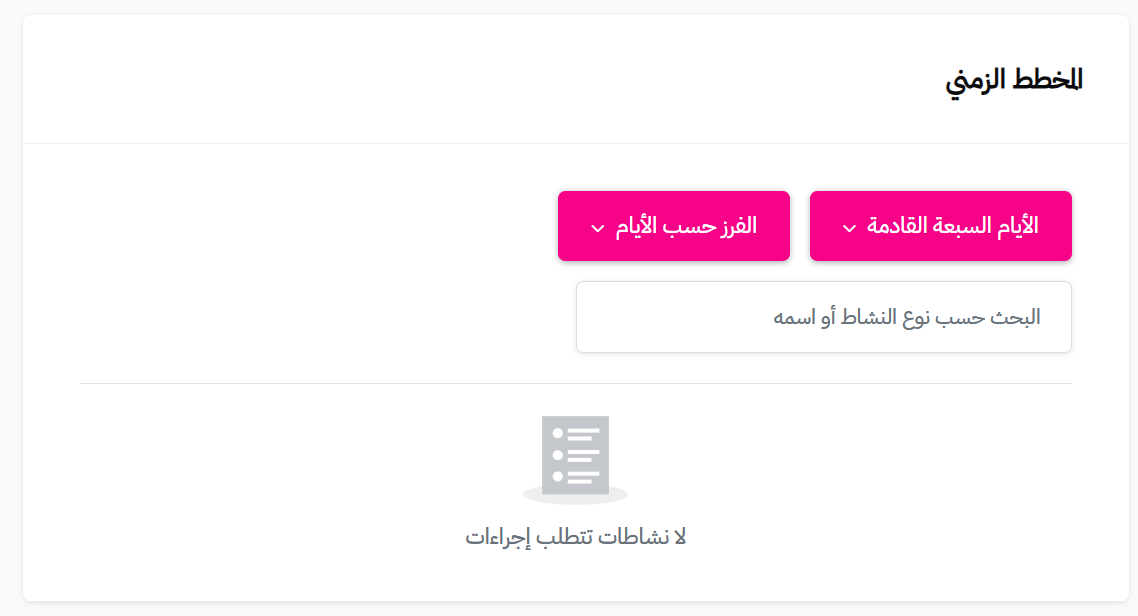 المخطط الزمني
الأيام السبعة القادمة
الفرز حسب الأيام
البحث حسب نوع النشاط أو اسمه
لا نشاطات تتطلب إجراءات